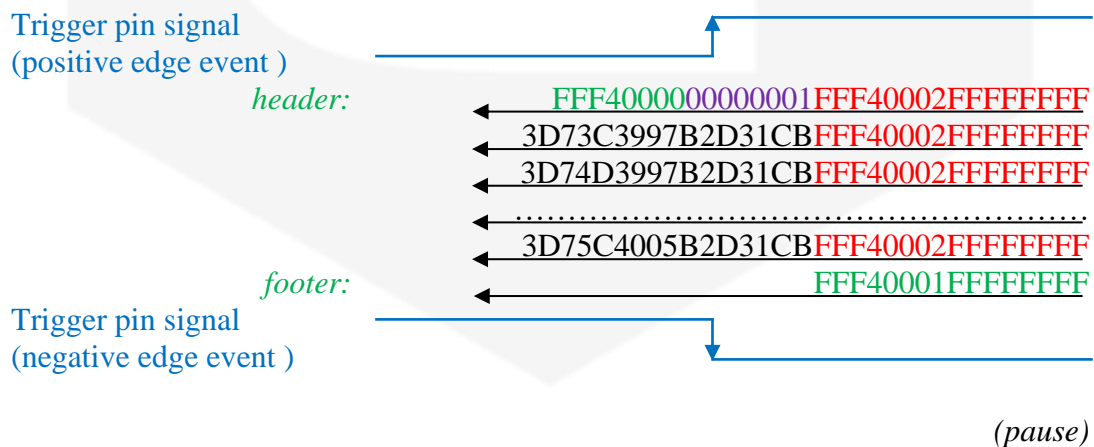 Trigger pin signal
(positive edge event )
header: FFF4000000000001FFF40002FFFFFFFF
3D73C3997B2D31CBFFF40002FFFFFFFF
3D74D3997B2D31CBFFF40002FFFFFFFF
………………………………………………
3D75C4005B2D31CBFFF40002FFFFFFFF
footer: FFF40001FFFFFFFF
Trigger pin signal
(negative edge event )
(pause)